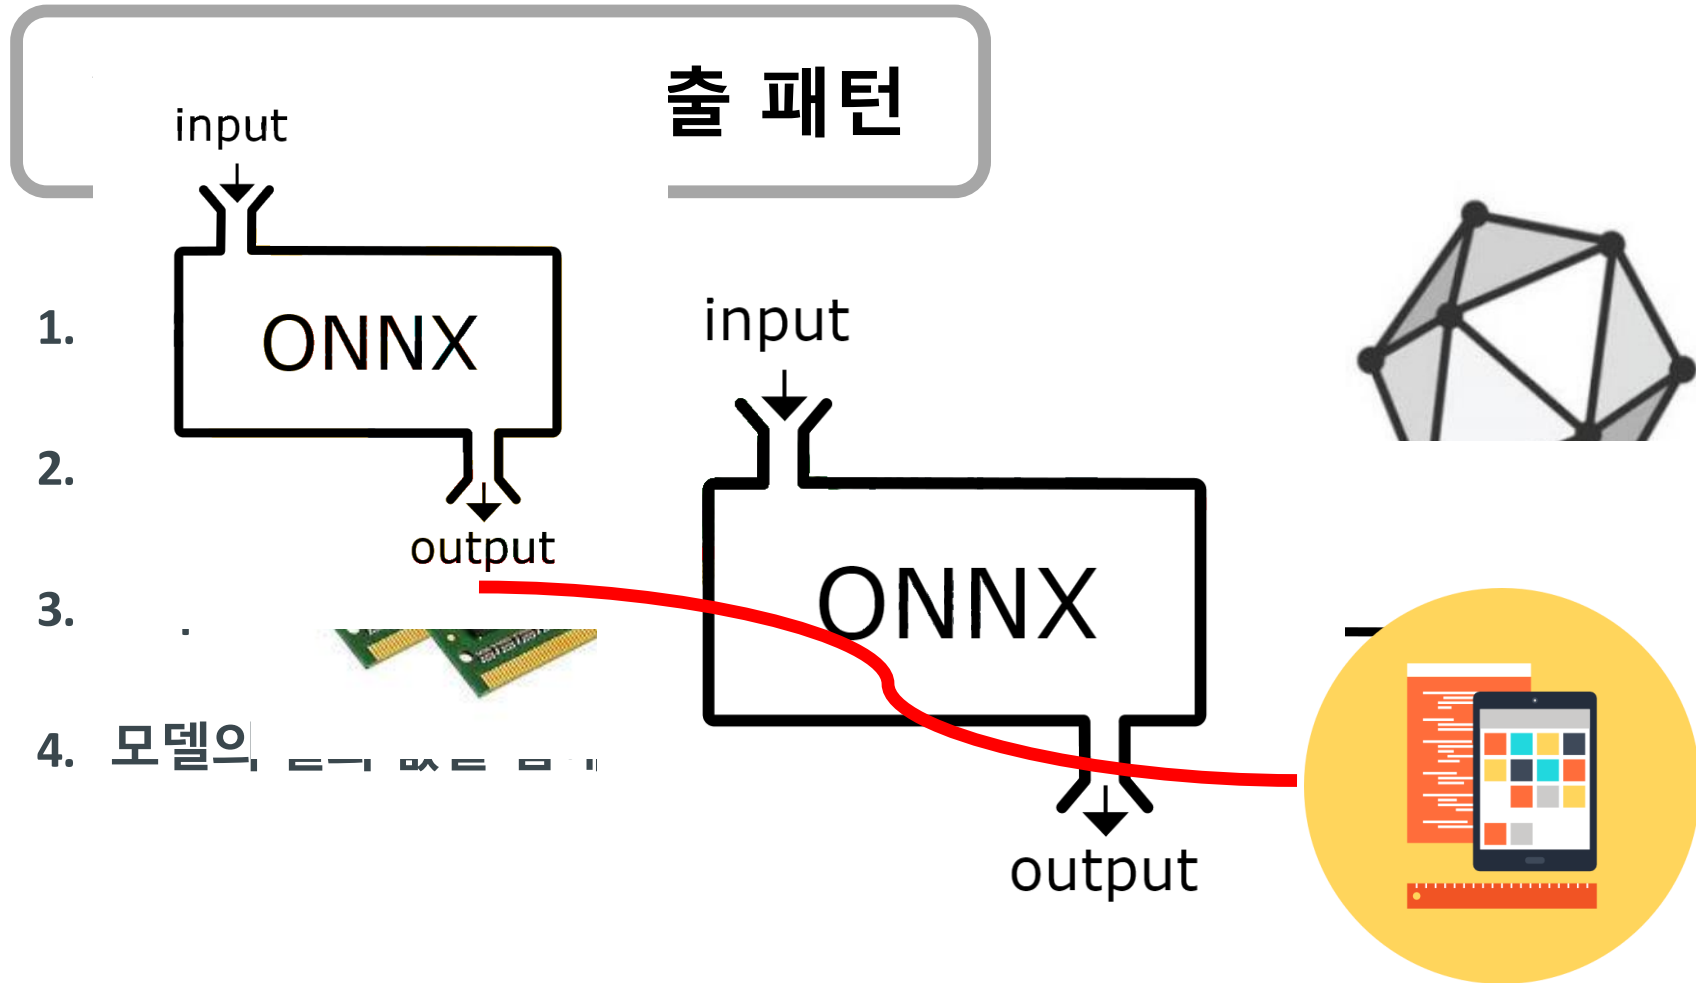 출 패턴
input
1.
ONNX
input
2.
output
ONNX
3.
4. 모델의
output